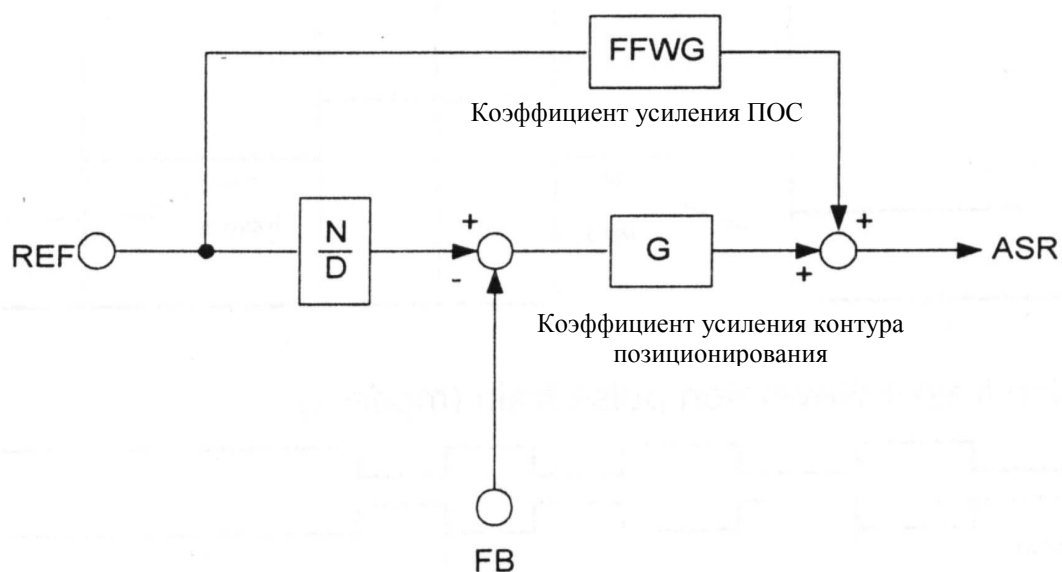 FFWG
Коэффициент усиления ПОС
+
+
REF
N
D
-
G
+
ASR
Коэффициент усиления контура
позиционирования
FB